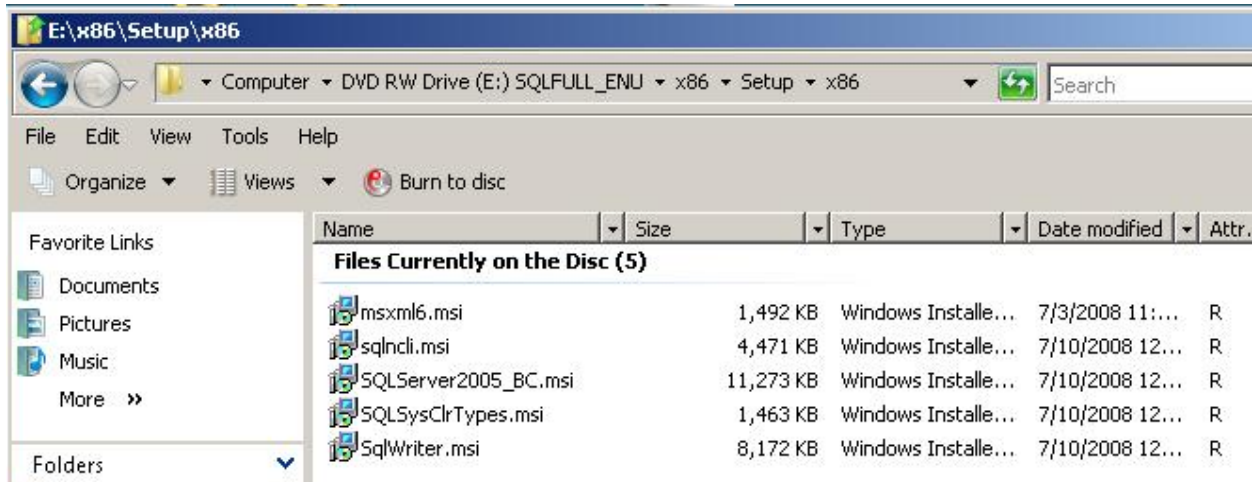 E:\x86\Setup\x86
Computer DVD RW Drive (E:) SQLFULL_ENU x86 Setup x86 Search
File Edit View Tools Help
Organize Views Burn to disc
Favorite Links
Documents
Pictures
Music
More »
Folders
Name Size Type Date modified Attr.
Files Currently on the Disc (5)
msxml6.msi 1,492 KB Windows Installe... 7/3/2008 11:... R
sqlncli.msi 4,471 KB Windows Installe... 7/10/2008 12... R
SQLServer2005_BC.msi 11,273 KB Windows Installe... 7/10/2008 12... R
SQLSysClrTypes.msi 1,463 KB Windows Installe... 7/10/2008 12... R
SqlWriter.msi 8,172 KB Windows Installe... 7/10/2008 12... R